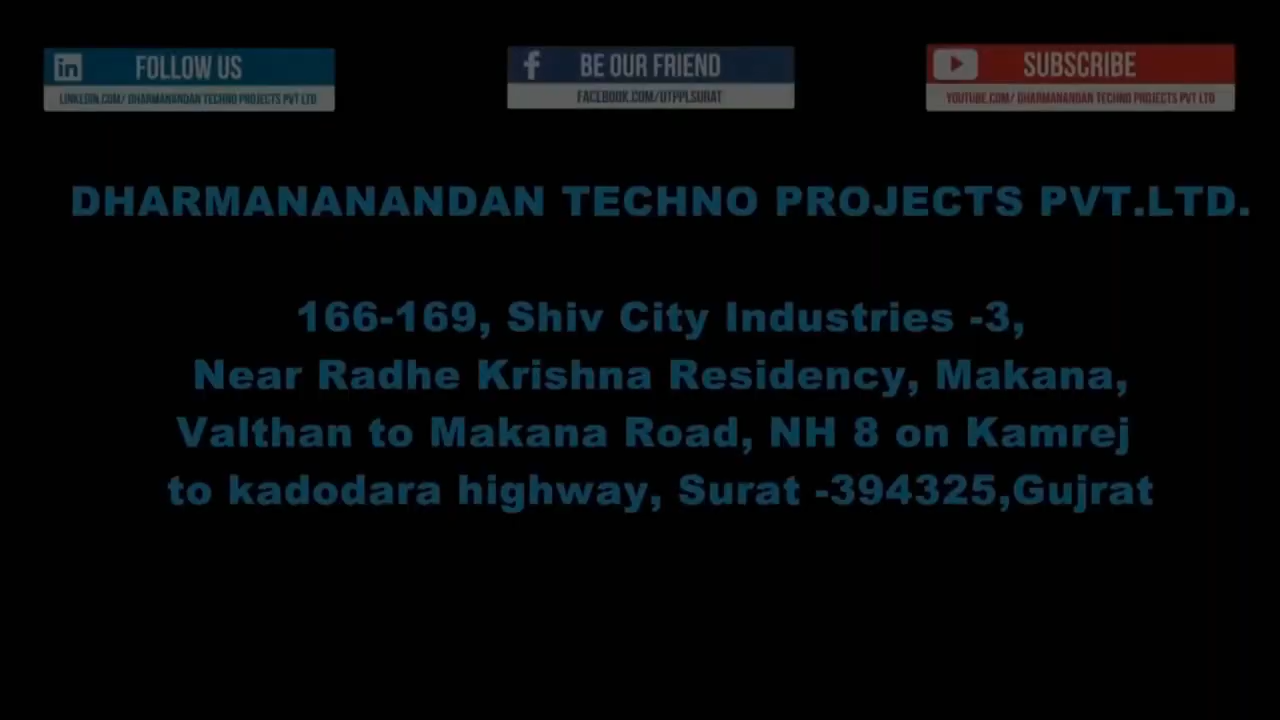 in FOLLOW US
LINKEDIN.COM/ DHARMANANDAN TECHNO PROJECTS PVT LTD
f BE OUR FRIEND
FACEBOOK.COM/DTPPLSURAT
SUBSCRIBE
YOUTUBE.COM/ DHARMANANDAN TECHNO PROJECTS PVT LTD
DHARMANANANDAN TECHNO PROJECTS PVT.LTD.
166-169, Shiv City Industries -3,
Near Radhe Krishna Residency, Makana,
Valthan to Makana Road, NH 8 on Kamrej
to kadodara highway, Surat -394325,Gujrat